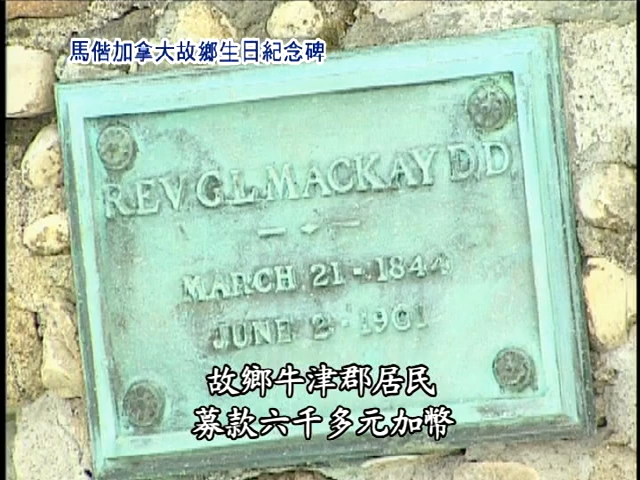 馬偕加拿大故鄉生日紀念碑
REV. G. L. MACKAY D D
MARCH 21 - 1844
JUNE 2 - 1901
故鄉牛津郡居民
募款六千多元加幣